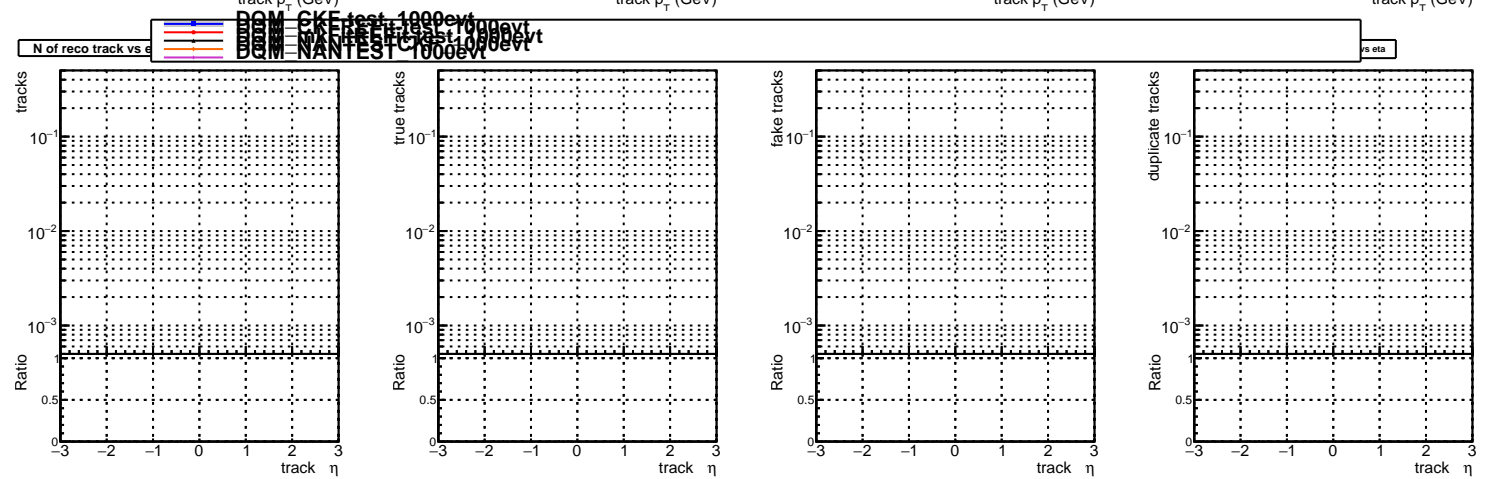 track p_T (GeV)
track p_T (GeV)
track p_T (GeV)
track p_T (GeV)
DQM_CKF-test_1000evt
DQM_NANTEST_1000evt
N of reco track vs e
vs eta
tracks
10−1
10−2
10−3
Ratio
1
0.5
0
−3 −2 −1 0 1 2 3
track η
true tracks
10−1
10−2
10−3
Ratio
1
0.5
0
−3 −2 −1 0 1 2 3
track η
fake tracks
10−1
10−2
10−3
Ratio
1
0.5
0
−3 −2 −1 0 1 2 3
track η
duplicate tracks
10−1
10−2
10−3
Ratio
1
0.5
0
−3 −2 −1 0 1 2 3
track η